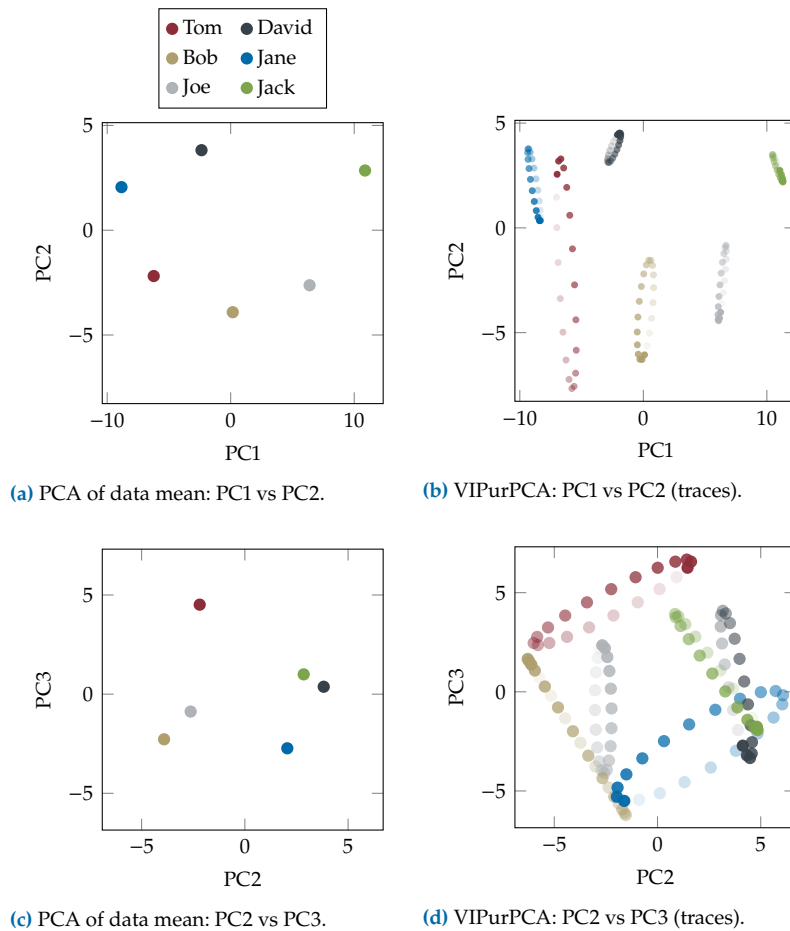 Tom David
Bob Jane
Joe Jack
5
0
−5
PC2
−10 0 10
PC1
5
0
−5
PC2
−10 0 10
PC1
(a) PCA of data mean: PC1 vs PC2.
(b) VIPurPCA: PC1 vs PC2 (traces).
5
0
−5
PC3
−5 0 5
PC2
5
0
−5
PC3
−5 0 5
PC2
(c) PCA of data mean: PC2 vs PC3.
(d) VIPurPCA: PC2 vs PC3 (traces).